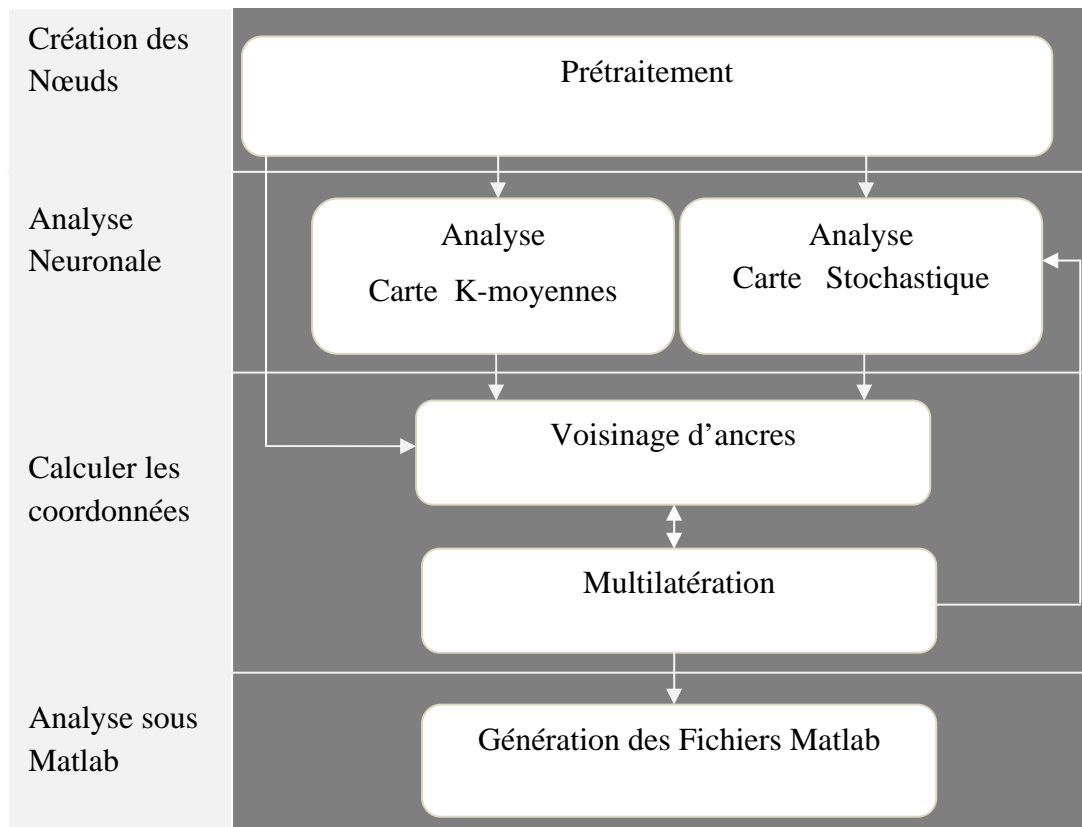 Création des
Nœuds
Prétraitement
Analyse
Neuronale
Analyse
Carte K-moyennes
Analyse
Carte Stochastique
Calculer les
coordonnées
Voisinage d’ancres
Multilatération
Analyse sous
Matlab
Génération des Fichiers Matlab